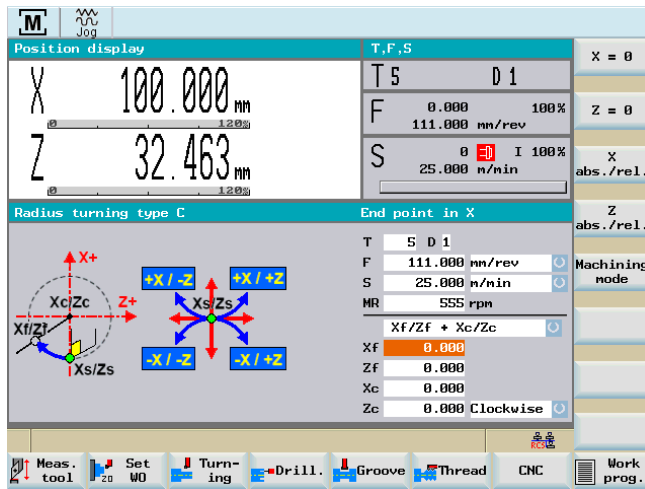 M
Jog
Position display
T,F,S
X = 0
X 100.000 mm
0 120%
Z 32.463 mm
0 120%
T 5 D 1
F 0.000 100%
111.000 mm/rev
S 0 I 100%
25.000 m/min
Z = 0
X
abs./rel.
Z
abs./rel.
Machining
mode
Radius turning type C
End point in X
X+
Xc/Zc
Z+
Xf/Zf
Xs/Zs
+X / -Z
+X / +Z
Xs/Zs
-X / -Z
-X / +Z
T 5 D 1
F 111.000 mm/rev
S 25.000 m/min
MR 555 rpm
Xf/Zf + Xc/Zc
Xf 0.000
Zf 0.000
Xc 0.000
Zc 0.000 Clockwise
RCS
Meas.
tool
Z0
Set
WO
Turn-
ing
Drill.
Groove
Thread
CNC
Work
prog.